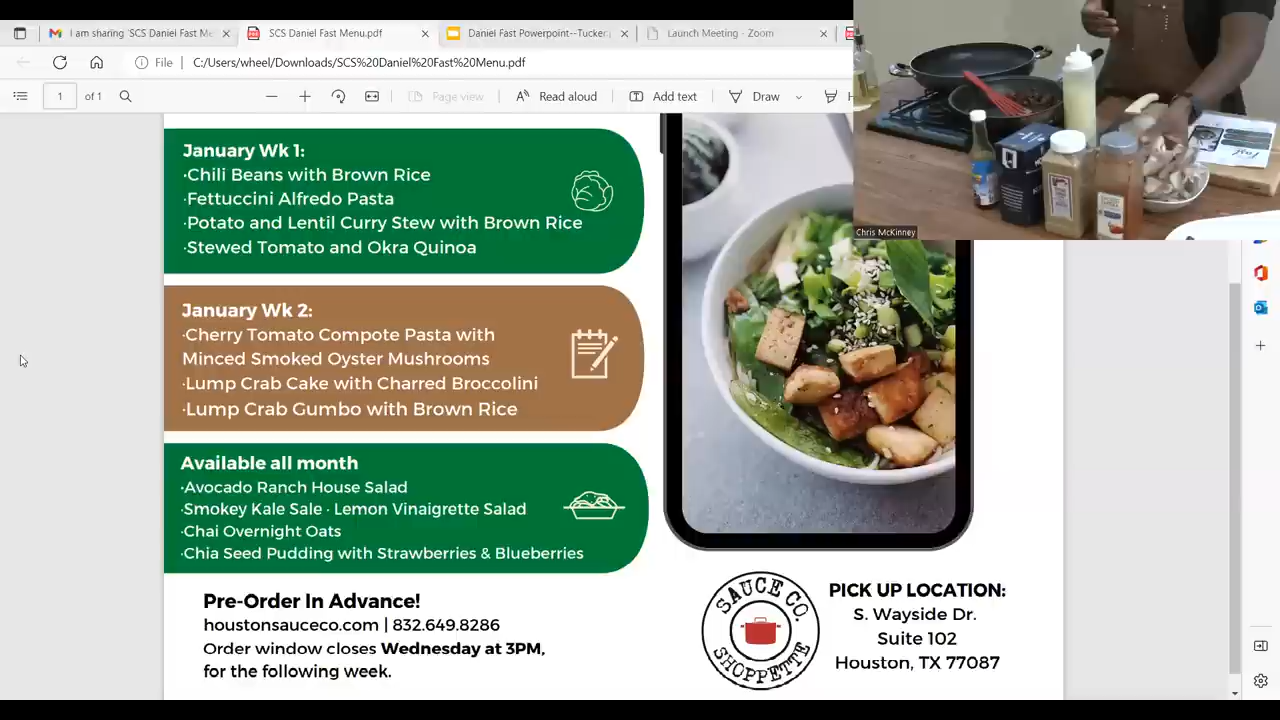 I am sharing 'SCS Daniel Fast Me
SCS Daniel Fast Menu.pdf
Daniel Fast Powerpoint--Tucker.
Launch Meeting - Zoom
File
C:/Users/wheel/Downloads/SCS%20Daniel%20Fast%20Menu.pdf
1
of 1
Page view
Read aloud
Add text
Draw
Chris McKinney
January Wk 1:
·Chili Beans with Brown Rice
·Fettuccini Alfredo Pasta
·Potato and Lentil Curry Stew with Brown Rice
·Stewed Tomato and Okra Quinoa
January Wk 2:
·Cherry Tomato Compote Pasta with
Minced Smoked Oyster Mushrooms
·Lump Crab Cake with Charred Broccolini
·Lump Crab Gumbo with Brown Rice
Available all month
·Avocado Ranch House Salad
·Smokey Kale Sale · Lemon Vinaigrette Salad
·Chai Overnight Oats
·Chia Seed Pudding with Strawberries & Blueberries
Pre-Order In Advance!
houstonsauceco.com | 832.649.8286
Order window closes Wednesday at 3PM,
for the following week.
SAUCE CO.
SHOPPETTE
PICK UP LOCATION:
S. Wayside Dr.
Suite 102
Houston, TX 77087